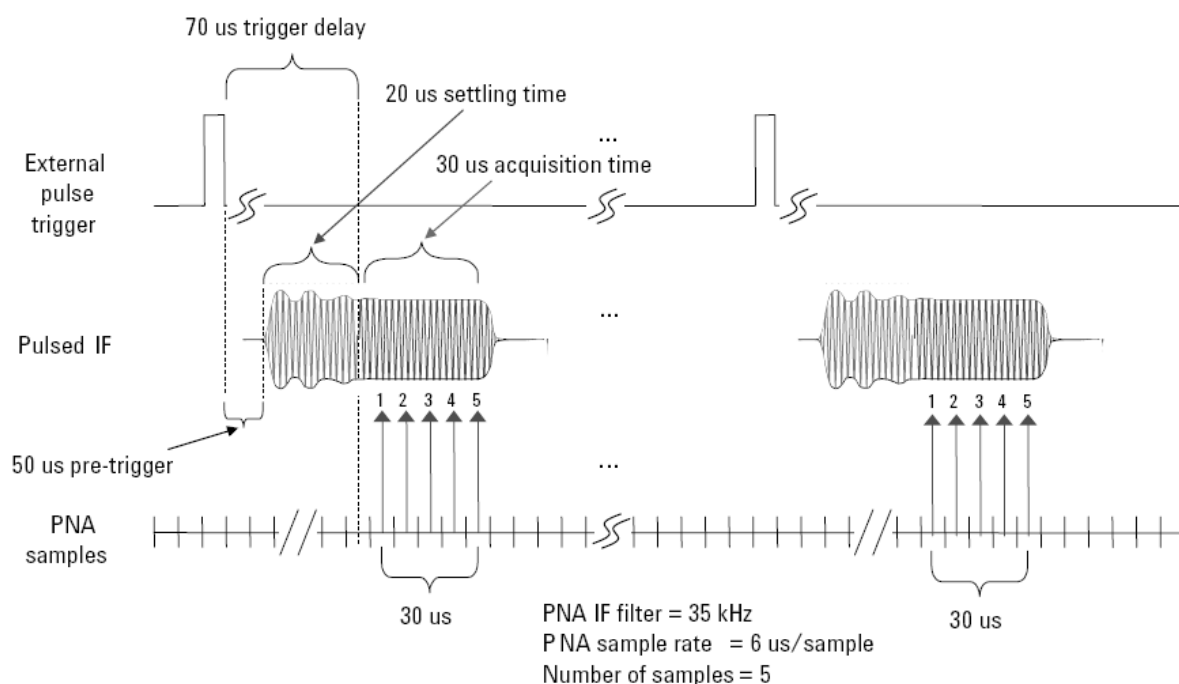 70 us trigger delay
20 us settling time
...
30 us acquisition time
External
pulse
trigger
Pulsed IF
...
1 2 3 4 5
1 2 3 4 5
50 us pre-trigger
...
PNA
samples
30 us
30 us
PNA IF filter = 35 kHz
PNA sample rate = 6 us/sample
Number of samples = 5